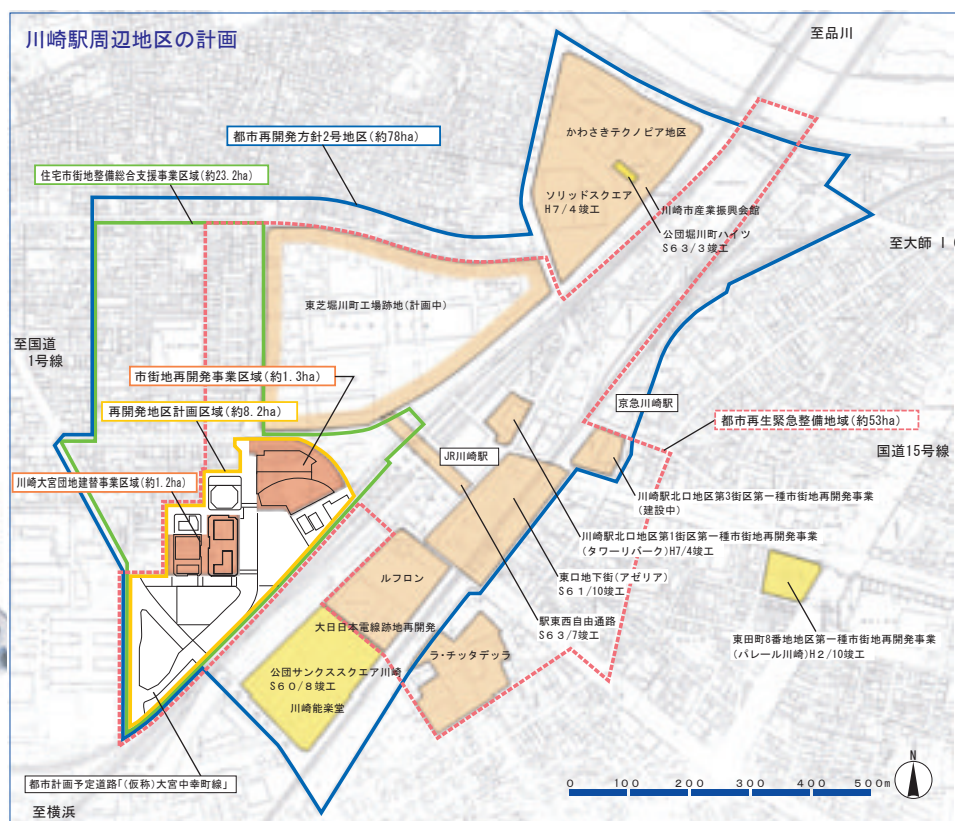 川崎駅周辺地区の計画
至品川
都市再開発方針2号地区(約78ha)
かわさきテクノピア地区
住宅市街地整備総合支援事業区域(約23.2ha)
ソリッドスクエア
H7/4竣工
川崎市産業振興会館
公団堀川町ハイツ
S63/3竣工
至大師 I
東芝堀川町工場跡地(計画中)
至国道
1号線
市街地再開発事業区域(約1.3ha)
再開発地区計画区域(約8.2ha)
京急川崎駅
都市再生緊急整備地域(約53ha)
国道15号線
JR川崎駅
川崎大宮団地建替事業区域(約1.2ha)
川崎駅北口地区第3街区第一種市街地再開発事業
(建設中)
川崎駅北口地区第1街区第一種市街地再開発事業
(タワーリバーク)H7/4竣工
ルフロン
東口地下街(アゼリア)
S61/10竣工
駅東西自由通路
S63/7竣工
大日日本電線跡地再開発
ラ・チッタデッラ
東田町8番地地区第一種市街地再開発事業
(パレール川崎)H2/10竣工
公団サンクススクエア川崎
S60/8竣工
川崎能楽堂
都市計画予定道路「(仮称)大宮中幸町線」
至横浜
0 100 200 300 400 500m
N